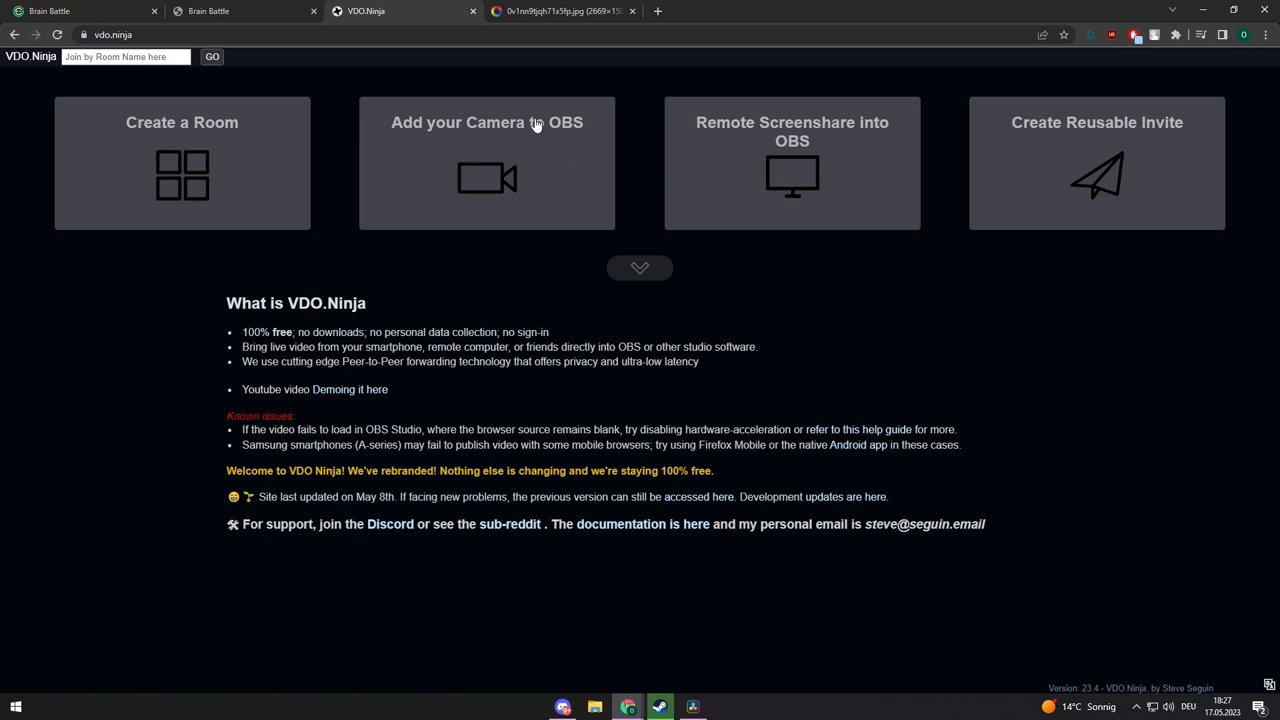 Brain Battle
Brain Battle
VDO.Ninja
0v1nn9tjqh71x5fp.jpg (2669×150
vdo.ninja
VDO.Ninja
Join by Room Name here
GO
Create a Room
Add your Camera to OBS
Remote Screenshare into
OBS
Create Reusable Invite
What is VDO.Ninja
100% free; no downloads; no personal data collection; no sign-in
Bring live video from your smartphone, remote computer, or friends directly into OBS or other studio software.
We use cutting edge Peer-to-Peer forwarding technology that offers privacy and ultra-low latency
Youtube video Demoing it here
Known issues:
If the video fails to load in OBS Studio, where the browser source remains blank, try disabling hardware-acceleration or refer to this help guide for more.
Samsung smartphones (A-series) may fail to publish video with some mobile browsers; try using Firefox Mobile or the native Android app in these cases.
Welcome to VDO Ninja! We've rebranded! Nothing else is changing and we're staying 100% free.
Site last updated on May 8th. If facing new problems, the previous version can still be accessed here. Development updates are here.
For support, join the Discord or see the sub-reddit . The documentation is here and my personal email is steve@seguin.email
Version: 23.4 - VDO.Ninja, by Steve Seguin
14°C Sonnig
DEU
18:27
17.05.2023